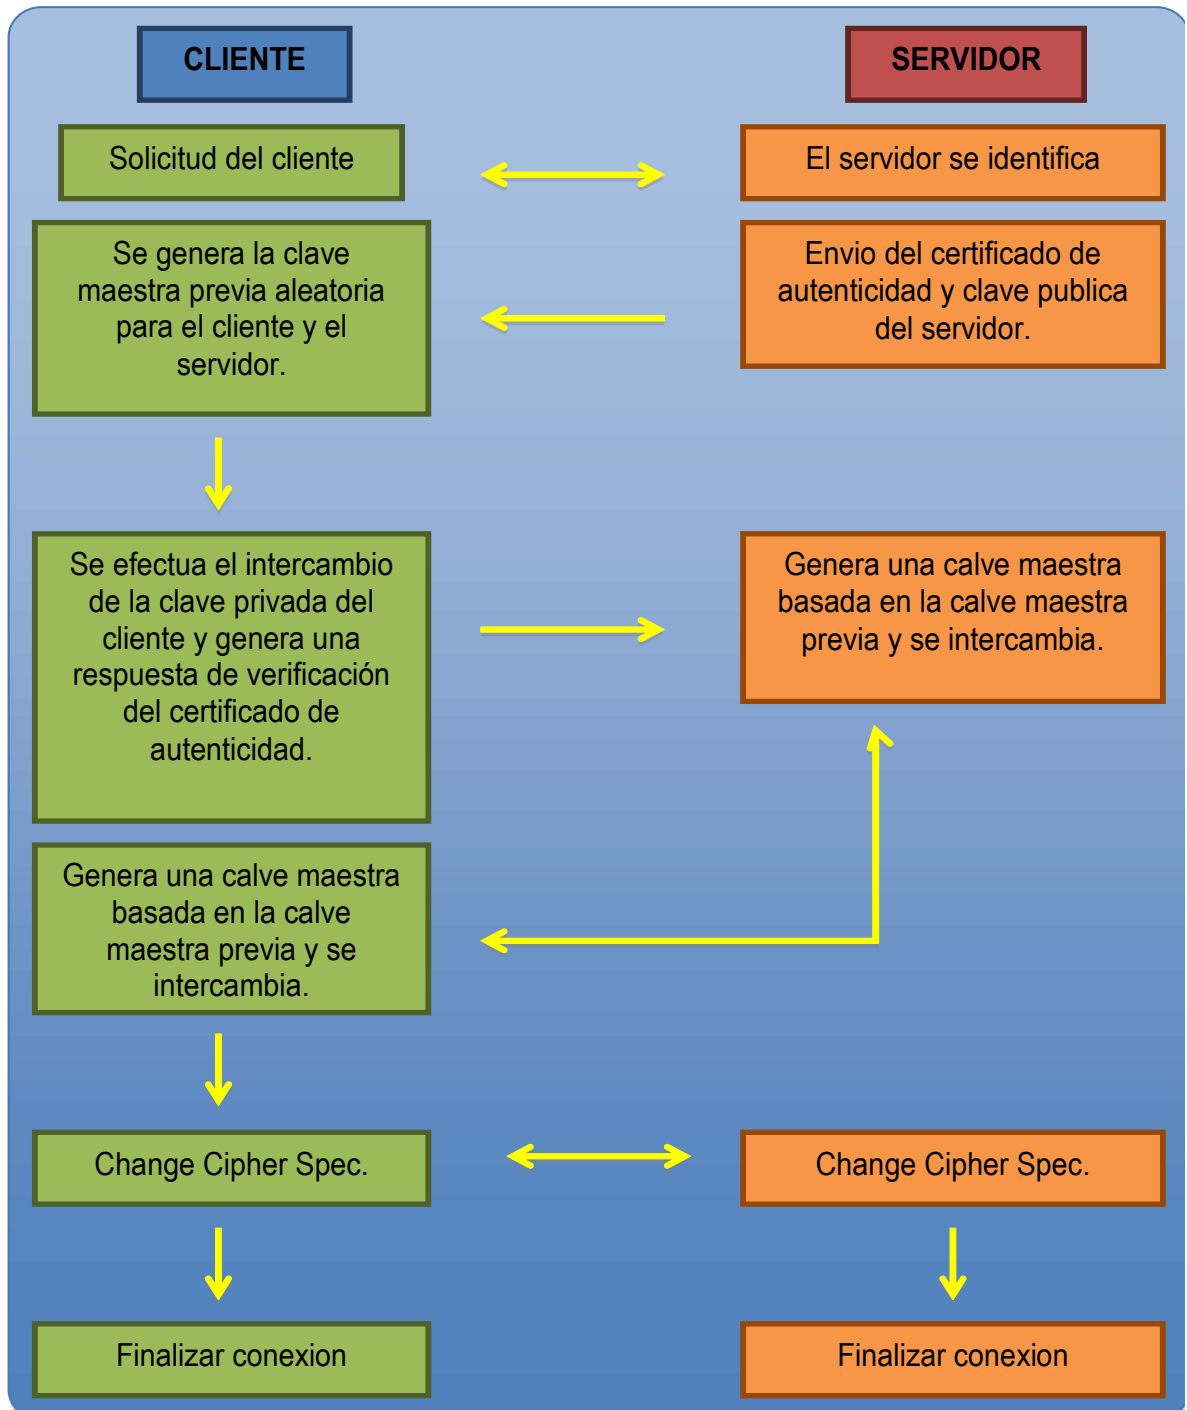 CLIENTE
SERVIDOR
Solicitud del cliente
El servidor se identifica
Se genera la clave
maestra previa aleatoria
para el cliente y el
servidor.
Envio del certificado de
autenticidad y clave publica
del servidor.
Se efectua el intercambio
de la clave privada del
cliente y genera una
respuesta de verificación
del certificado de
autenticidad.
Genera una calve maestra
basada en la calve maestra
previa y se intercambia.
Genera una calve maestra
basada en la calve
maestra previa y se
intercambia.
Change Cipher Spec.
Change Cipher Spec.
Finalizar conexion
Finalizar conexion